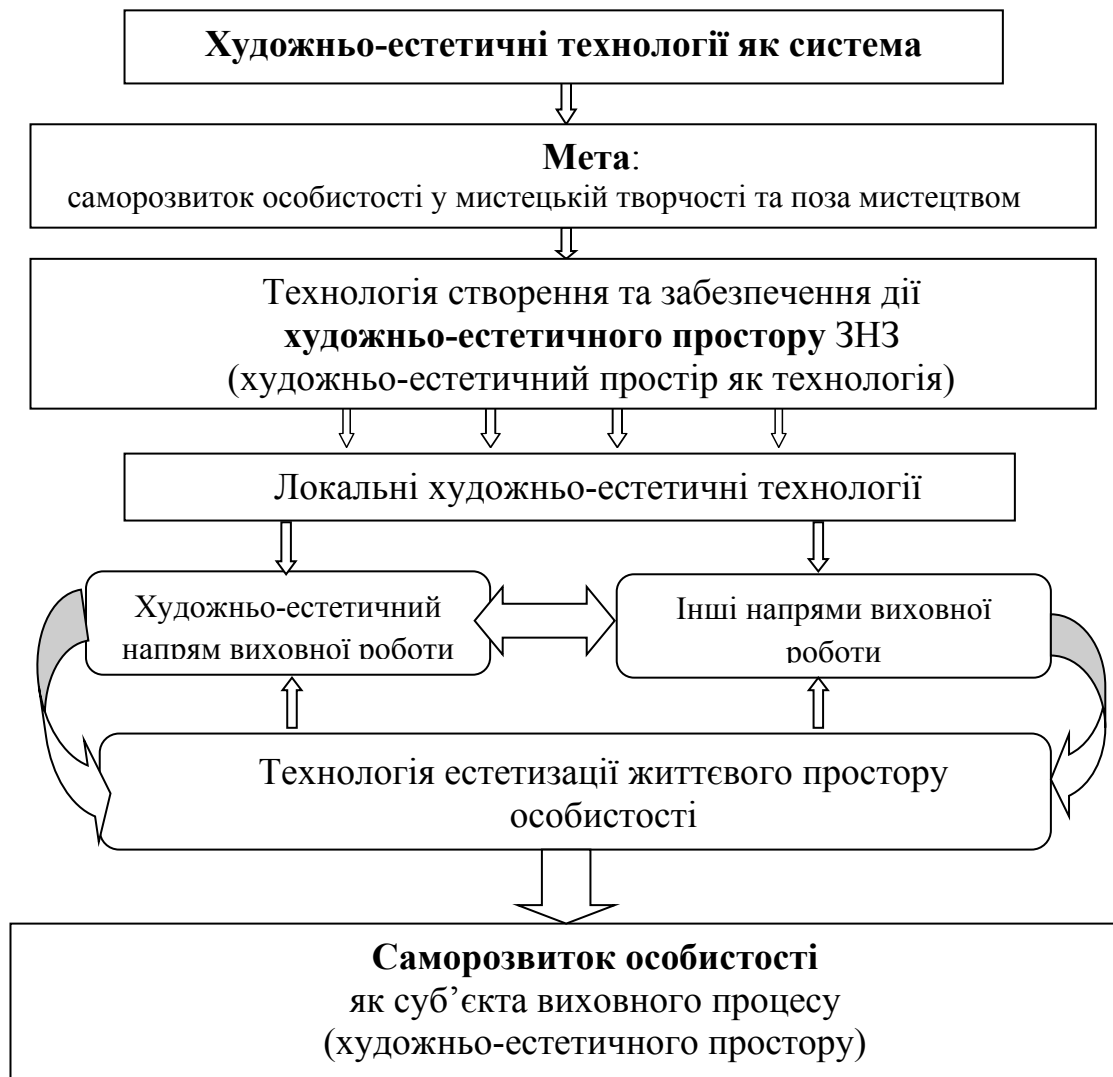 Художньо-естетичні технології як система
Мета:
саморозвиток особистості у мистецькій творчості та поза мистецтвом
Технологія створення та забезпечення дії
художньо-естетичного простору ЗНЗ
(художньо-естетичний простір як технологія)
Локальні художньо-естетичні технології
Художньо-естетичний
напрям виховної роботи
Інші напрями виховної
роботи
Технологія естетизації життєвого простору
особистості
Саморозвиток особистості
як суб’єкта виховного процесу
(художньо-естетичного простору)